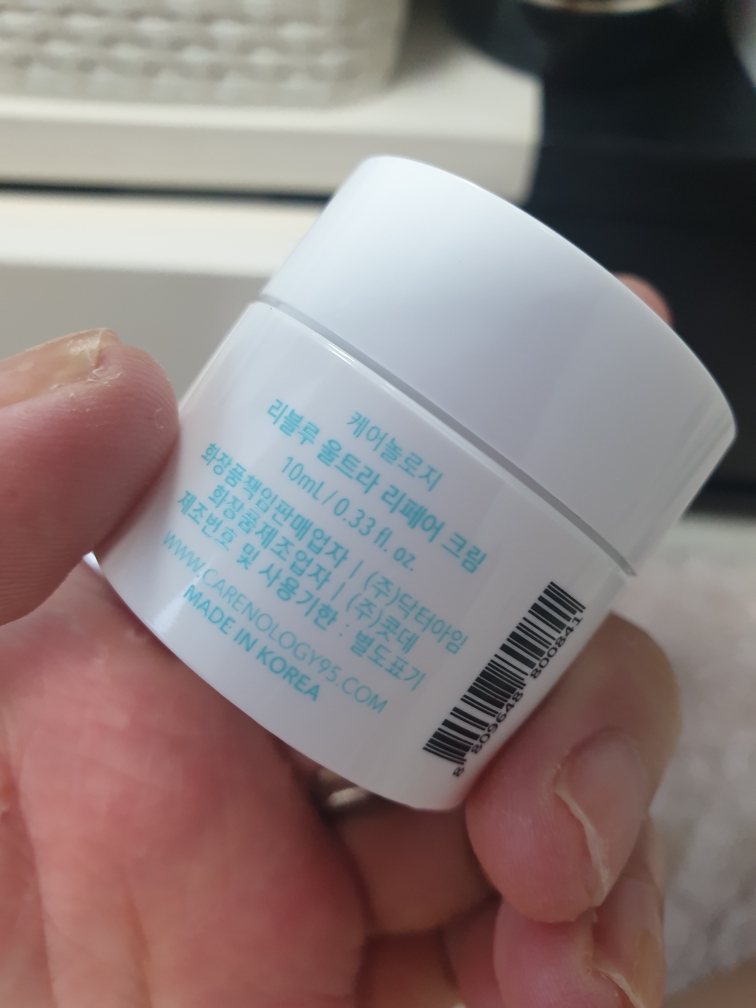 케어놀로지
리블루 울트라 리페어 크림
10mL / 0.33 fl. oz.
화장품책임판매업자 | (주)닥터아임
화장품제조업자 | (주)콧데
제조번호 및 사용기한 : 별도표기
WWW.CARENOLOGY95.COM
MADE IN KOREA
8 809648 800841